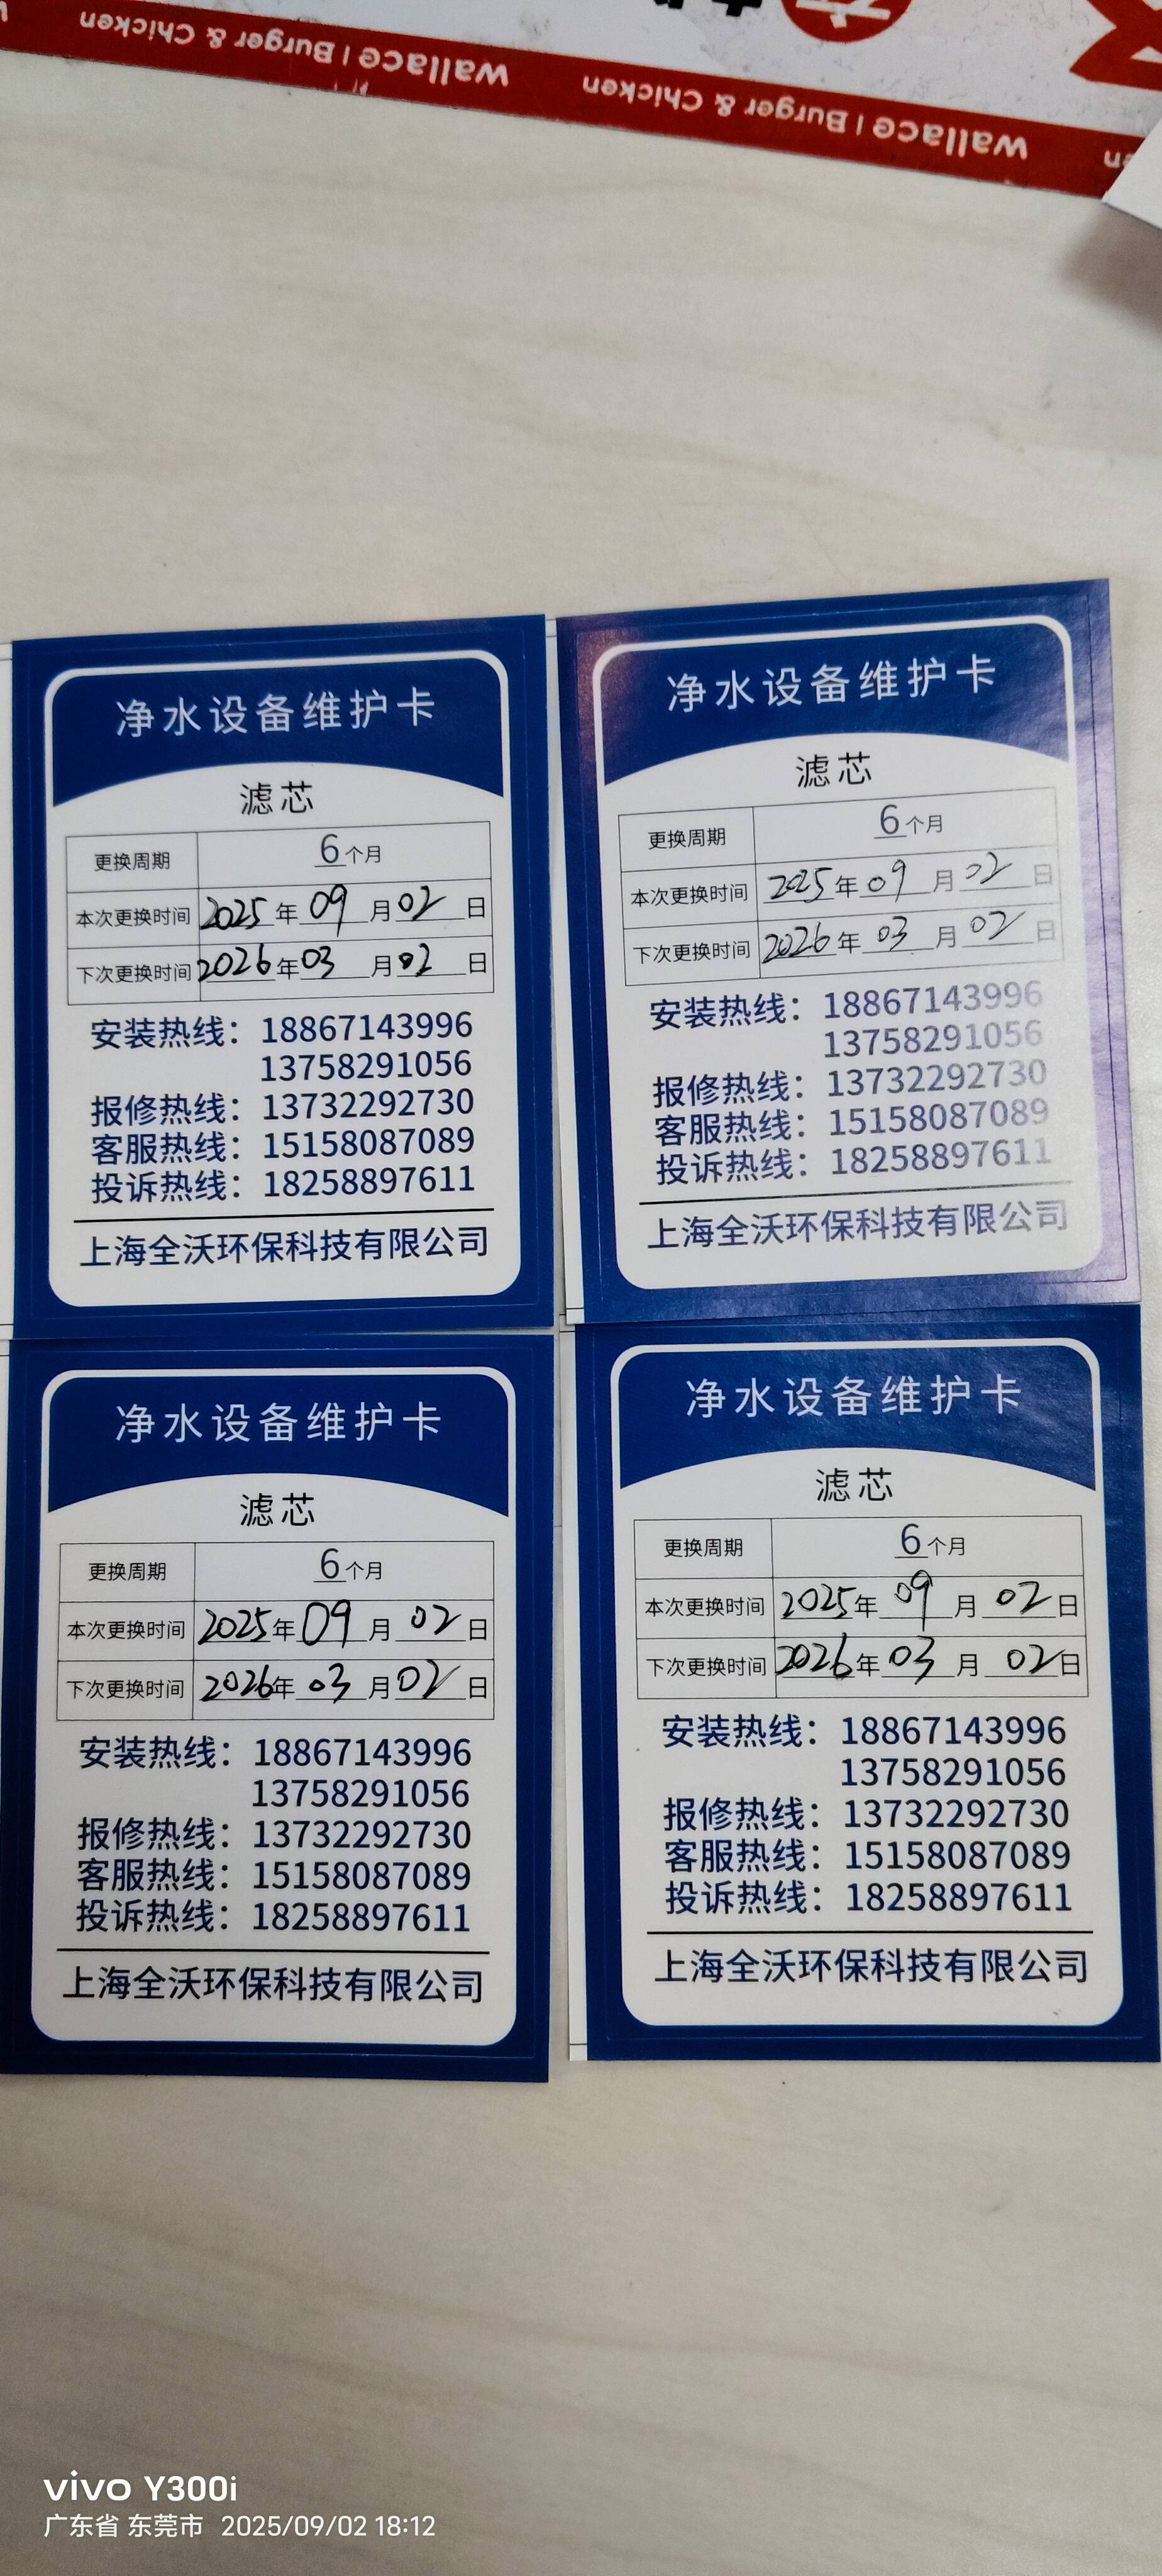 Wallace | Burger & Chicken
Wallace | Burger & Chicken
净水设备维护卡
滤芯
更换周期 6个月
本次更换时间 2025年09月02日
下次更换时间 2026年03月02日
安装热线：18867143996
13758291056
报修热线：13732292730
客服热线：15158087089
投诉热线：18258897611
上海全沃环保科技有限公司
净水设备维护卡
滤芯
更换周期 6个月
本次更换时间 2025年09月02日
下次更换时间 2026年03月02日
安装热线：18867143996
13758291056
报修热线：13732292730
客服热线：15158087089
投诉热线：18258897611
上海全沃环保科技有限公司
净水设备维护卡
滤芯
更换周期 6个月
本次更换时间 2025年09月02日
下次更换时间 2026年03月02日
安装热线：18867143996
13758291056
报修热线：13732292730
客服热线：15158087089
投诉热线：18258897611
上海全沃环保科技有限公司
净水设备维护卡
滤芯
更换周期 6个月
本次更换时间 2025年09月02日
下次更换时间 2026年03月02日
安装热线：18867143996
13758291056
报修热线：13732292730
客服热线：15158087089
投诉热线：18258897611
上海全沃环保科技有限公司
vivo Y300i
广东省 东莞市 2025/09/02 18:12